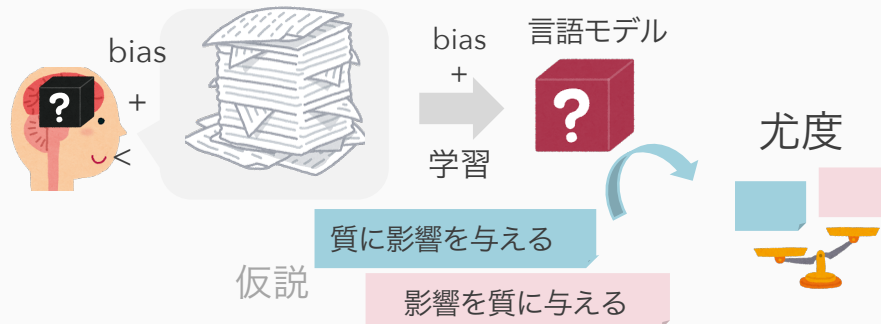 bias
+
?
bias
+
学習
言語モデル
?
尤度
仮説
質に影響を与える
影響を質に与える